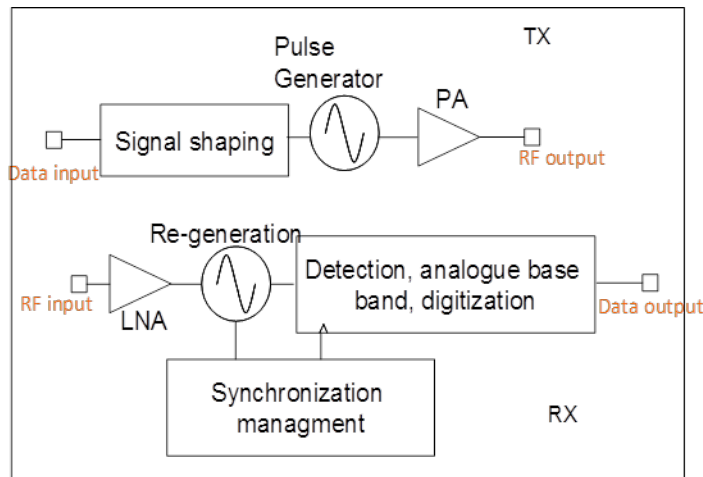 TX
Pulse
Generator
PA
Signal shaping
Data input
RF output
Re-generation
Detection, analogue base
band, digitization
RF input
LNA
Data output
Synchronization
managment
RX